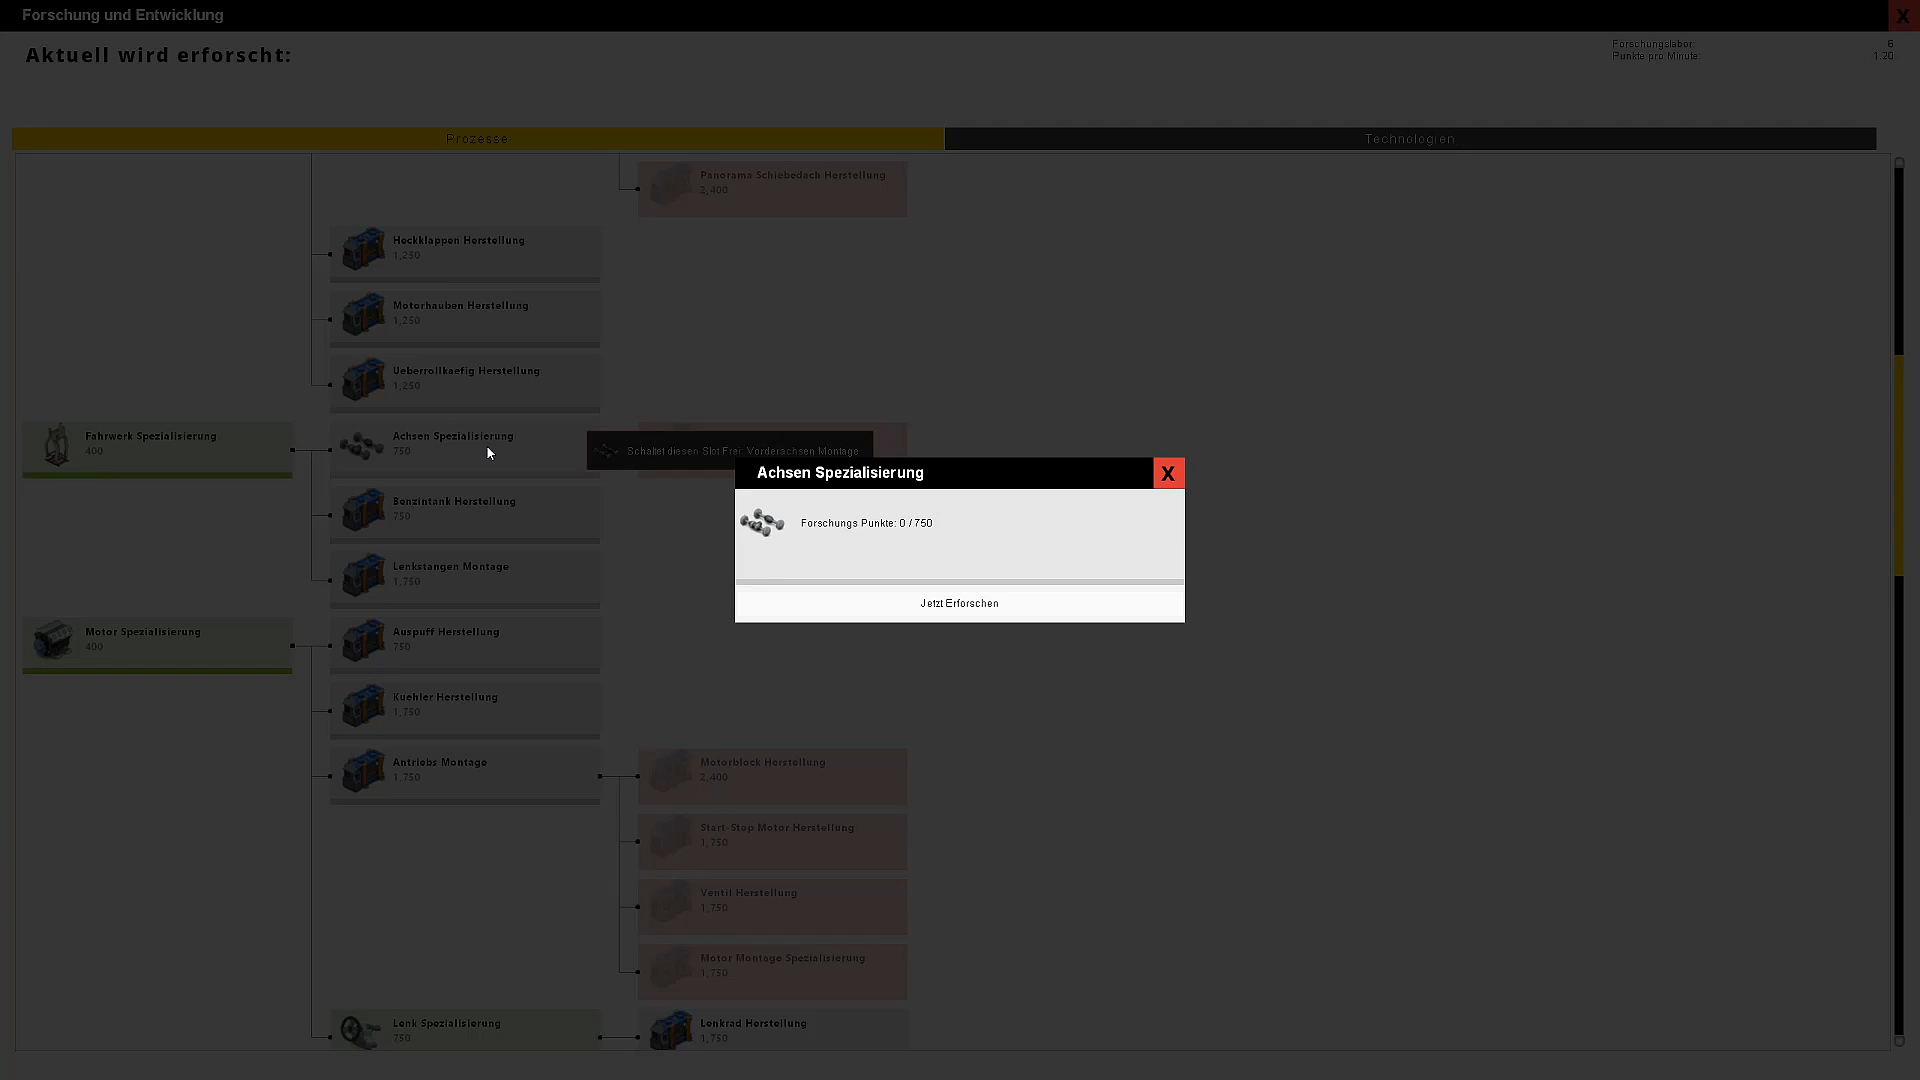 Forschung und Entwicklung
X
Aktuell wird erforscht:
Forschungslabor: 6
Punkte pro Minute: 1.20
Prozesse
Technologien
Panorama Schiebedach Herstellung
2,400
Heckklappen Herstellung
1,250
Motorhauben Herstellung
1,250
Ueberrollkaefig Herstellung
1,250
Fahrwerk Spezialisierung
400
Achsen Spezialisierung
750
Schaltet diesen Slot Frei: Vorderachsen Montage
Achsen Spezialisierung
X
Forschungs Punkte: 0 / 750
Jetzt Erforschen
Benzintank Herstellung
750
Lenkstangen Montage
1,750
Motor Spezialisierung
400
Auspuff Herstellung
750
Kuehler Herstellung
1,750
Antriebs Montage
1,750
Motorblock Herstellung
2,400
Start-Stop Motor Herstellung
1,750
Ventil Herstellung
1,750
Motor Montage Spezialisierung
1,750
Lenk Spezialisierung
750
Lenkrad Herstellung
1,750